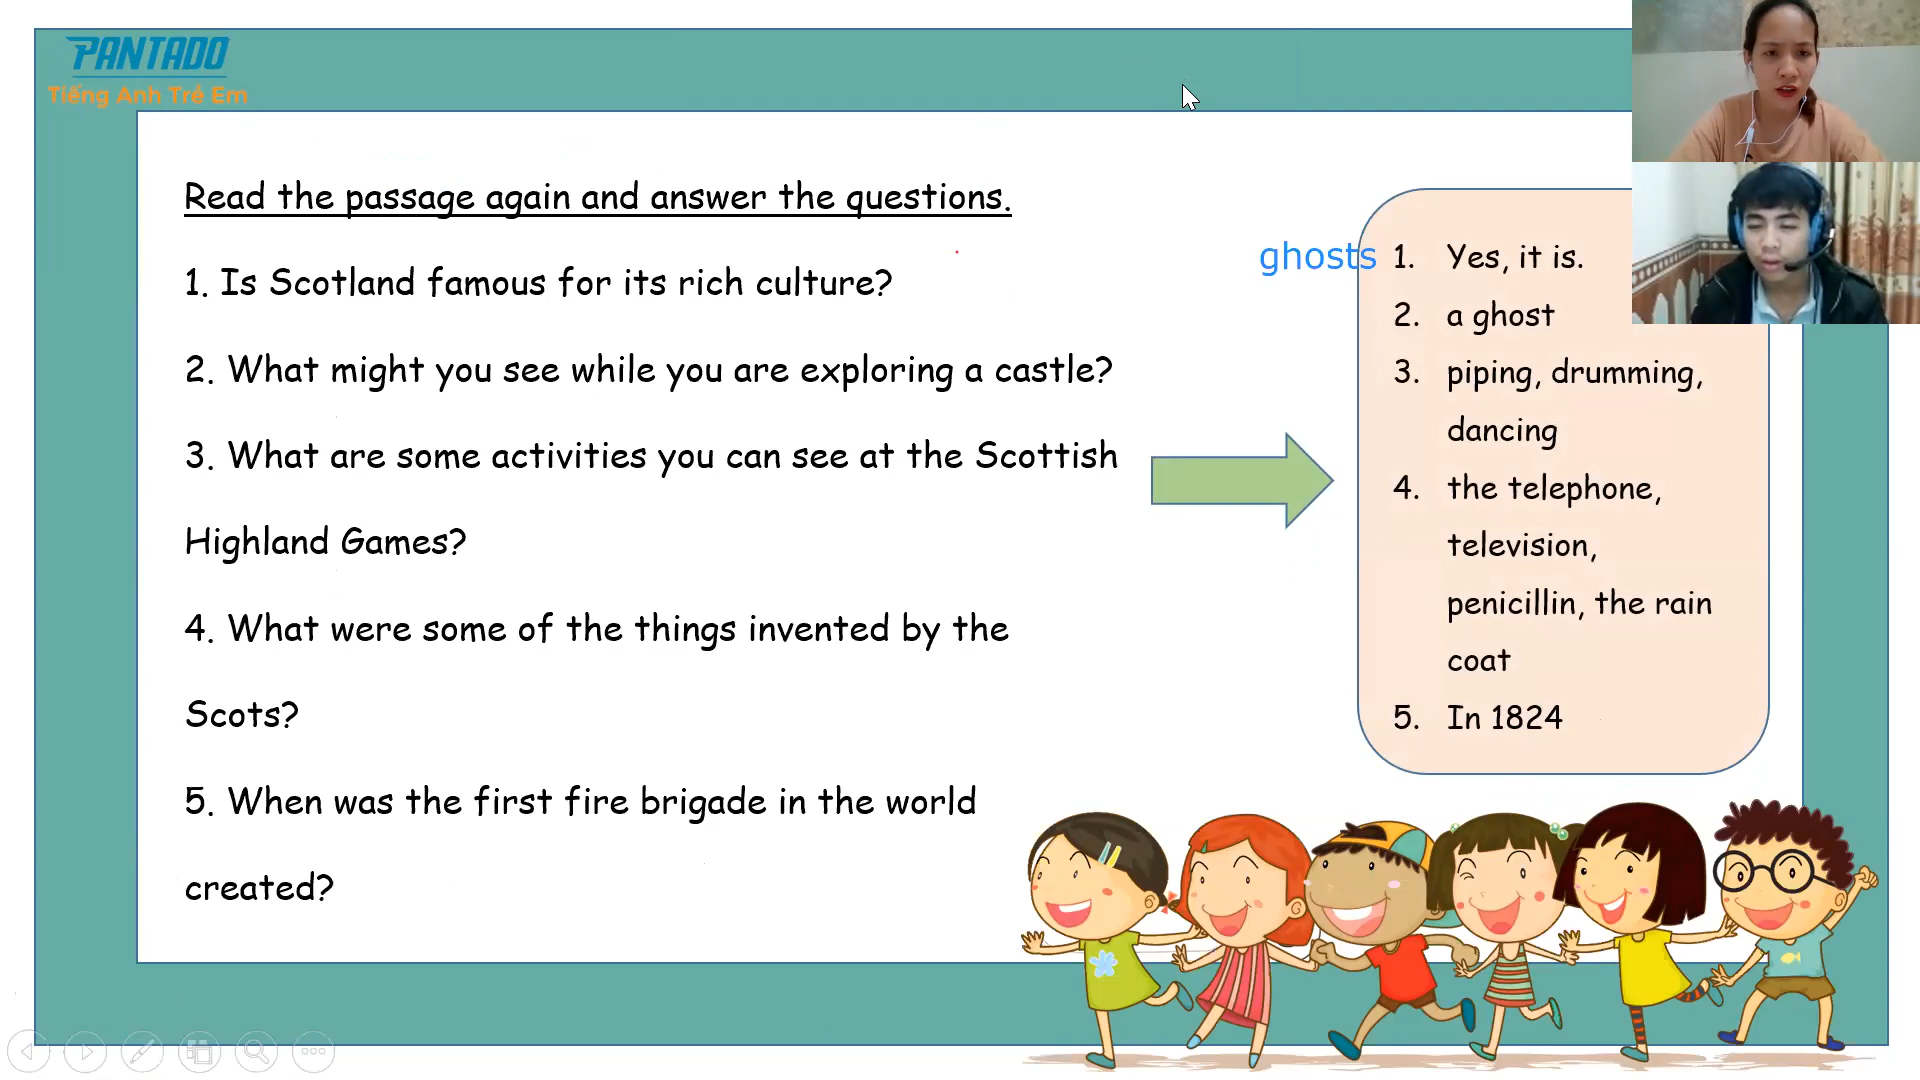 PANTADO
Tiếng Anh Trẻ Em
Read the passage again and answer the questions.
1. Is Scotland famous for its rich culture?
2. What might you see while you are exploring a castle?
3. What are some activities you can see at the Scottish
Highland Games?
4. What were some of the things invented by the
Scots?
5. When was the first fire brigade in the world
created?
ghosts
1. Yes, it is.
2. a ghost
3. piping, drumming,
dancing
4. the telephone,
television,
penicillin, the rain
coat
5. In 1824